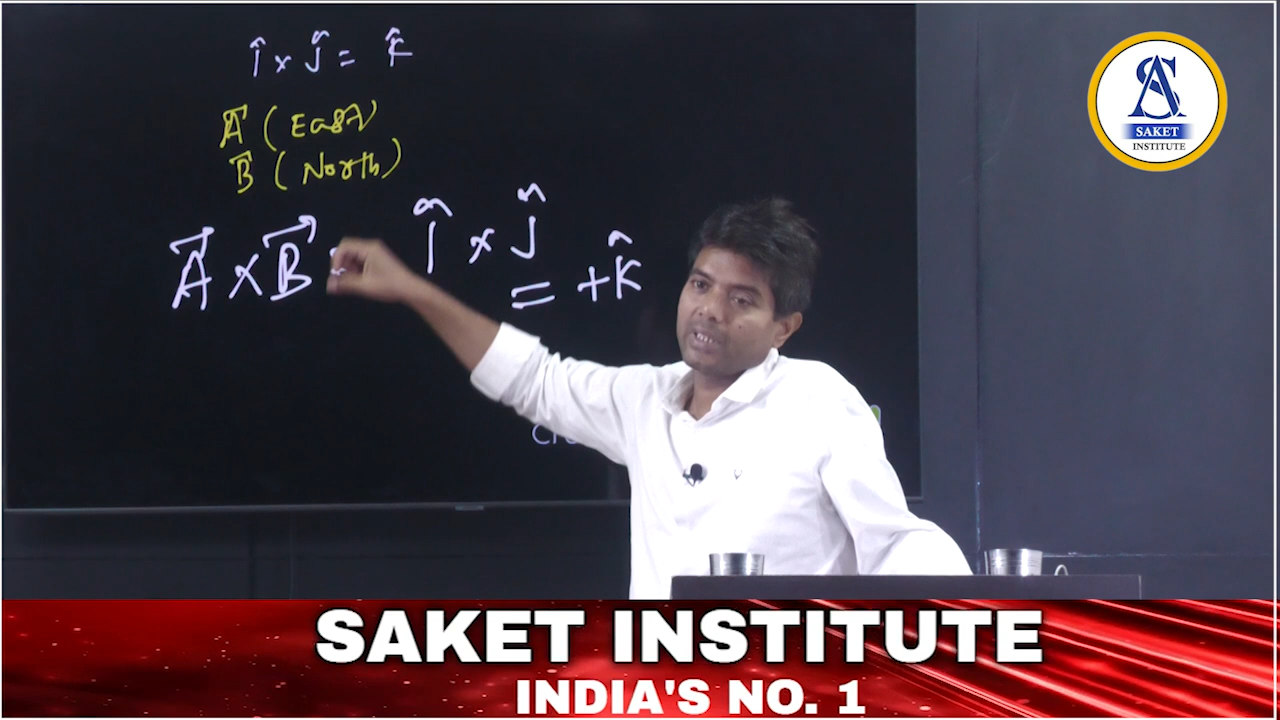 î × ĵ = k̂
A⃗ (East)
B⃗ (North)
A⃗ × B⃗ = î × ĵ
= +k̂
SAKET
INSTITUTE
SAKET INSTITUTE
INDIA'S NO. 1